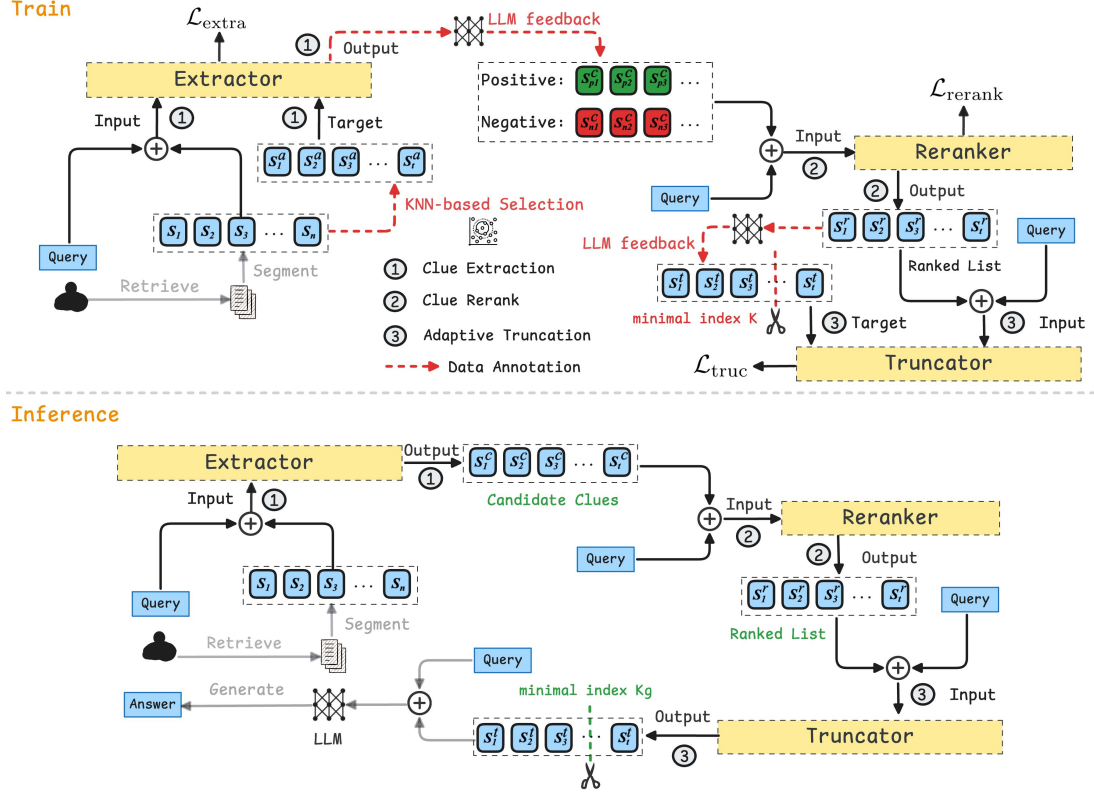 Train
ℒextra
① Output
LLM feedback
Extractor
Positive: S^c_p1 S^c_p2 S^c_p3 ...
Negative: S^c_n1 S^c_n2 S^c_n3 ...
Input ①
① Target
S^a_1 S^a_2 S^a_3 ... S^a_t
ℒrerank
Input
②
Reranker
Query
② Output
KNN-based Selection
S_1 S_2 S_3 ... S_n
Query
Segment
Retrieve
① Clue Extraction
② Clue Rerank
③ Adaptive Truncation
Data Annotation
S^r_1 S^r_2 S^r_3 ... S^r_t
Query
LLM feedback
Ranked List
S^t_1 S^t_2 S^t_3 ... S^t_t
minimal index K
③ Target
③ Input
ℒtruc
Truncator
Inference
Extractor
Output
①
S^c_1 S^c_2 S^c_3 ... S^c_t
Candidate Clues
Input ①
Input
②
Reranker
Query
② Output
S_1 S_2 S_3 ... S_n
Query
Segment
Retrieve
S^r_1 S^r_2 S^r_3 ... S^r_t
Query
Ranked List
③ Input
Query
minimal index Kg
Generate
Answer
LLM
S^t_1 S^t_2 S^t_3 ... S^t_t
Output
③
Truncator